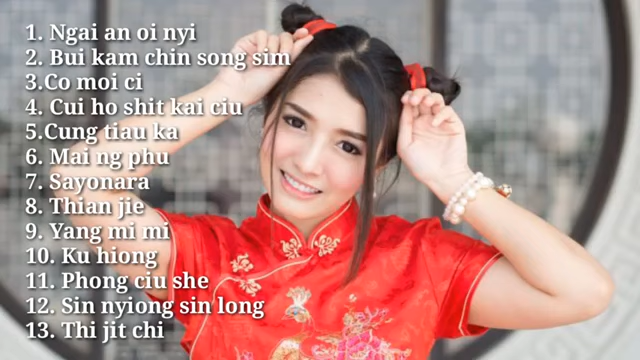 1. Ngai an oi nyi
2. Bui kam chin song sim
3.Co moi ci
4. Cui ho shit kai ciu
5.Cung tiau ka
6. Mai ng phu
7. Sayonara
8. Thian jie
9. Yang mi mi
10. Ku hiong
11. Phong ciu she
12. Sin nyiong sin long
13. Thi jit chi